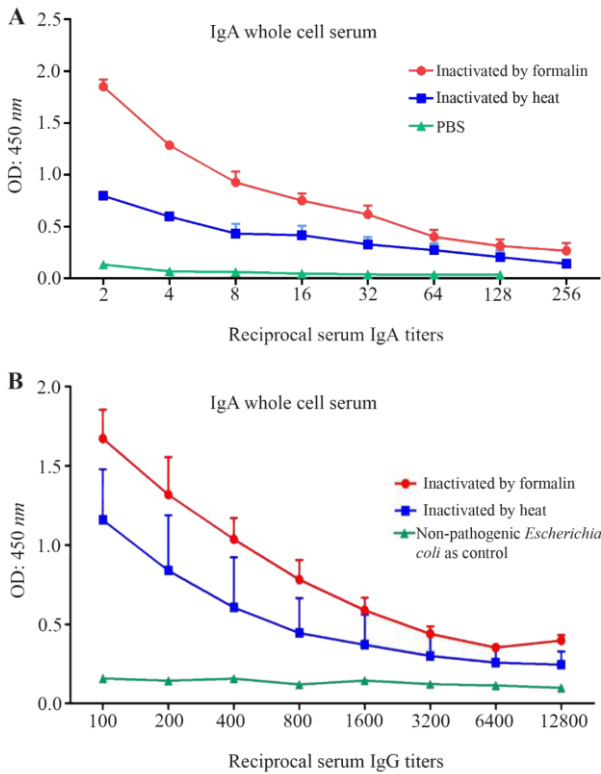 A
IgA whole cell serum
2.5
2.0
1.5
1.0
0.5
0.0
OD: 450 nm
Inactivated by formalin
Inactivated by heat
PBS
2 4 8 16 32 64 128 256
Reciprocal serum IgA titers
B
IgA whole cell serum
2.0
1.5
1.0
0.5
0.0
OD: 450 nm
Inactivated by formalin
Inactivated by heat
Non-pathogenic Escherichia
coli as control
100 200 400 800 1600 3200 6400 12800
Reciprocal serum IgG titers